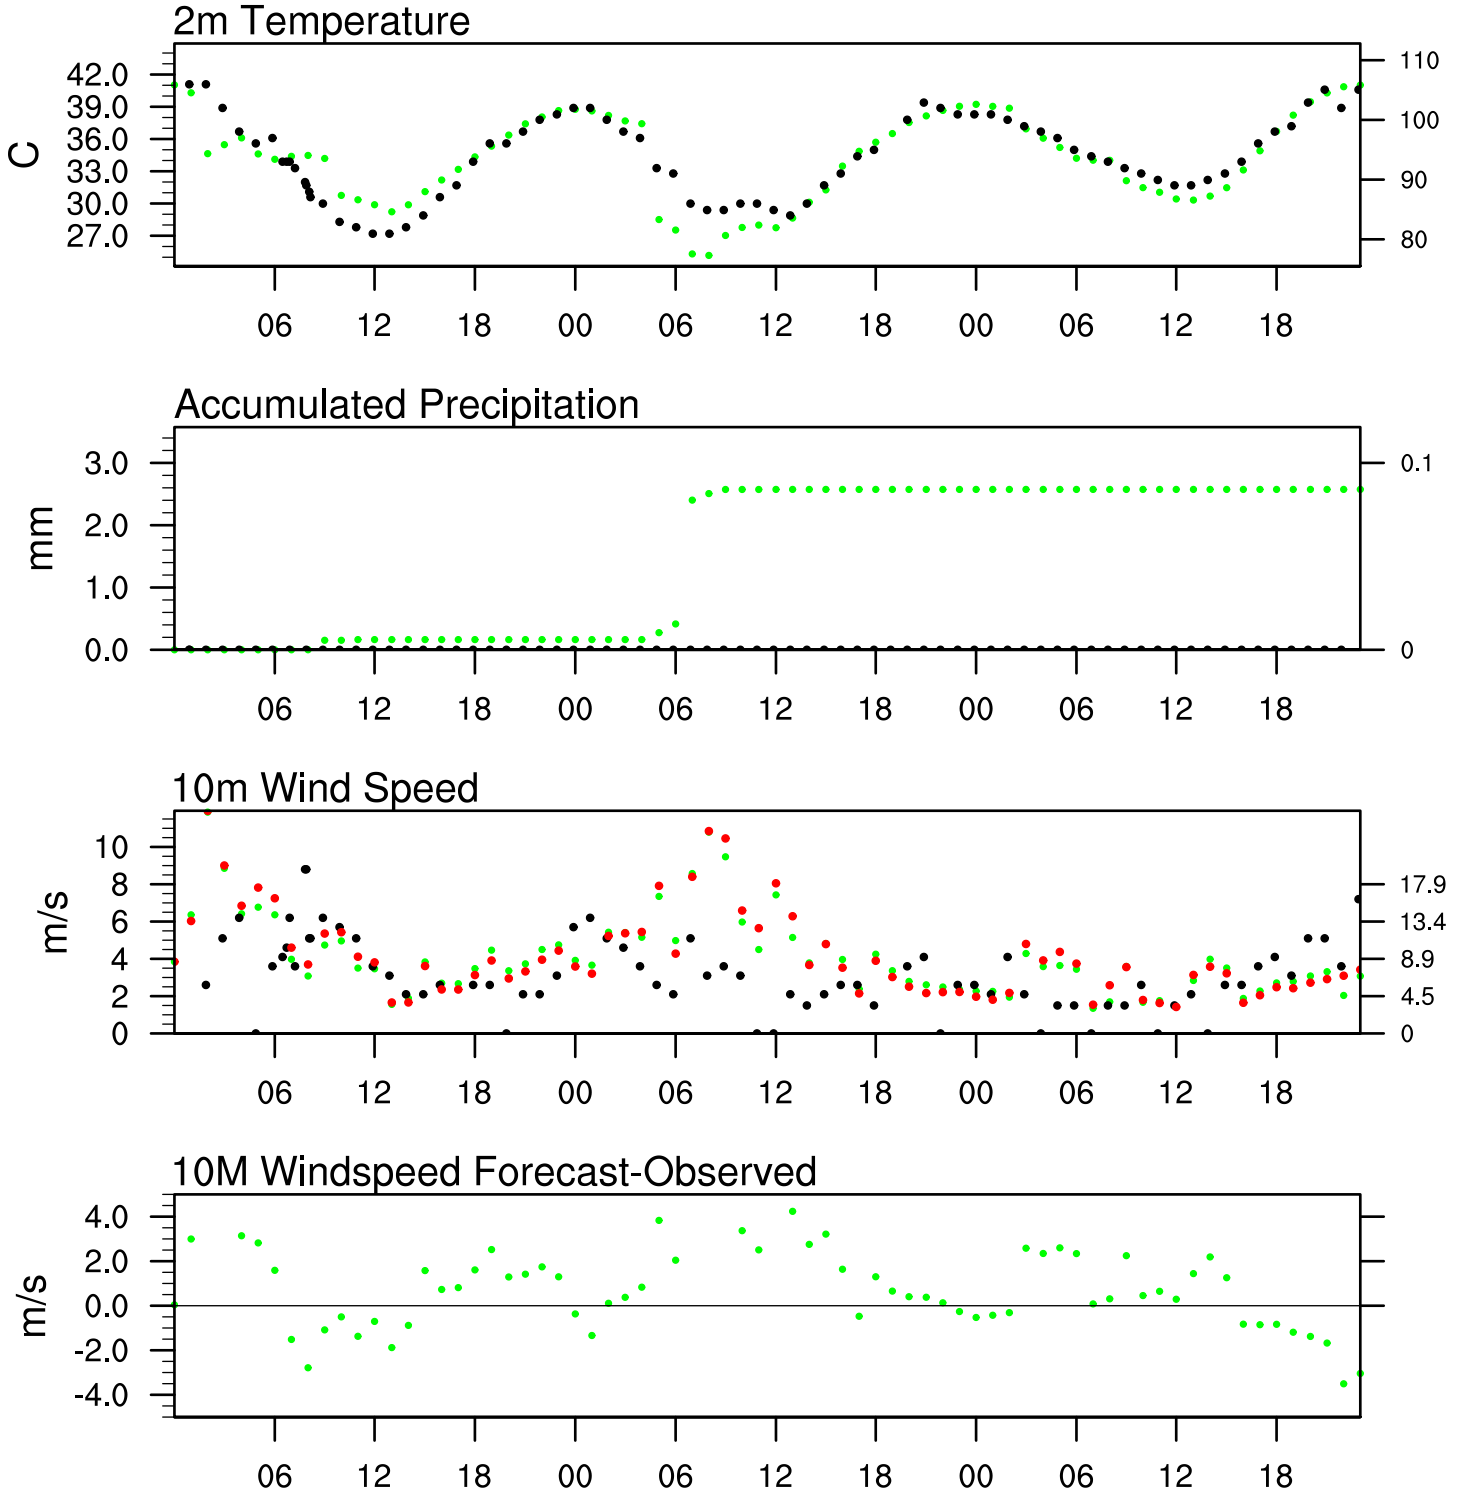 2m Temperature
42.0
39.0
36.0
33.0
30.0
27.0
C
110
100
90
80
06 12 18 00 06 12 18 00 06 12 18
Accumulated Precipitation
3.0
2.0
1.0
0.0
mm
0.1
0
06 12 18 00 06 12 18 00 06 12 18
10m Wind Speed
10
8
6
4
2
0
m/s
17.9
13.4
8.9
4.5
0
06 12 18 00 06 12 18 00 06 12 18
10M Windspeed Forecast-Observed
4.0
2.0
0.0
-2.0
-4.0
m/s
06 12 18 00 06 12 18 00 06 12 18